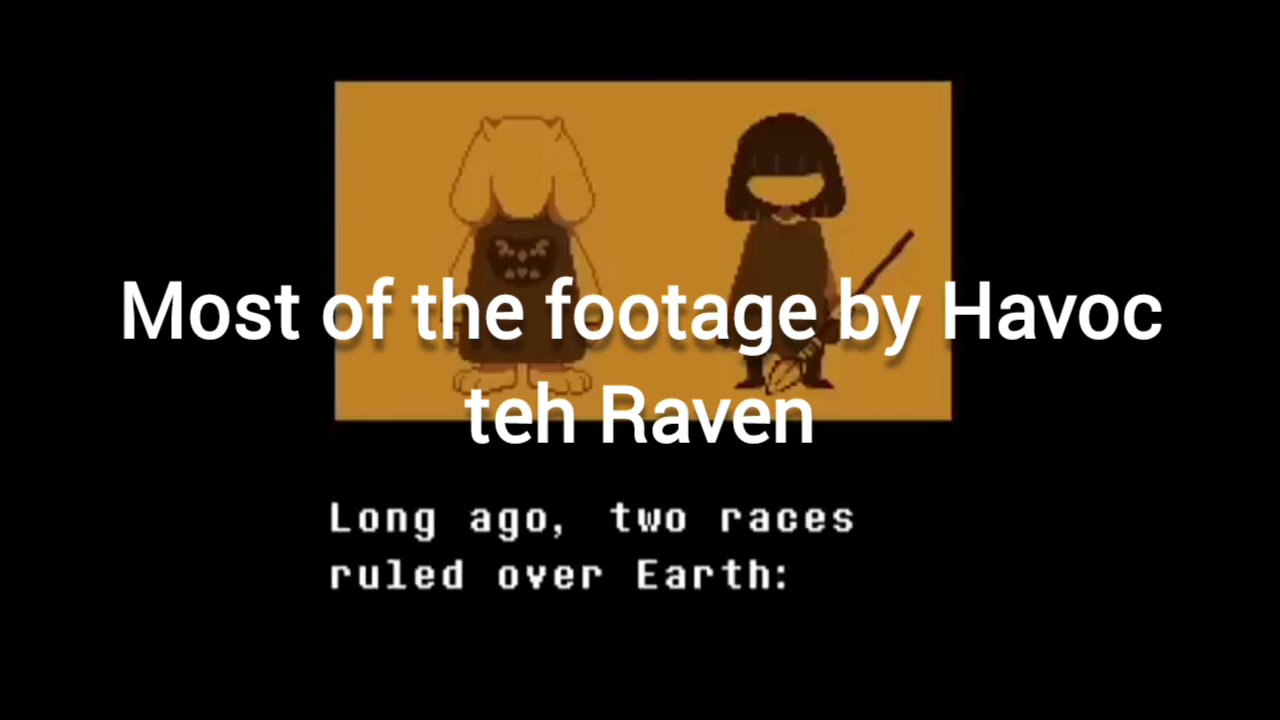 Most of the footage by Havoc
teh Raven
Long ago, two races
ruled over Earth: